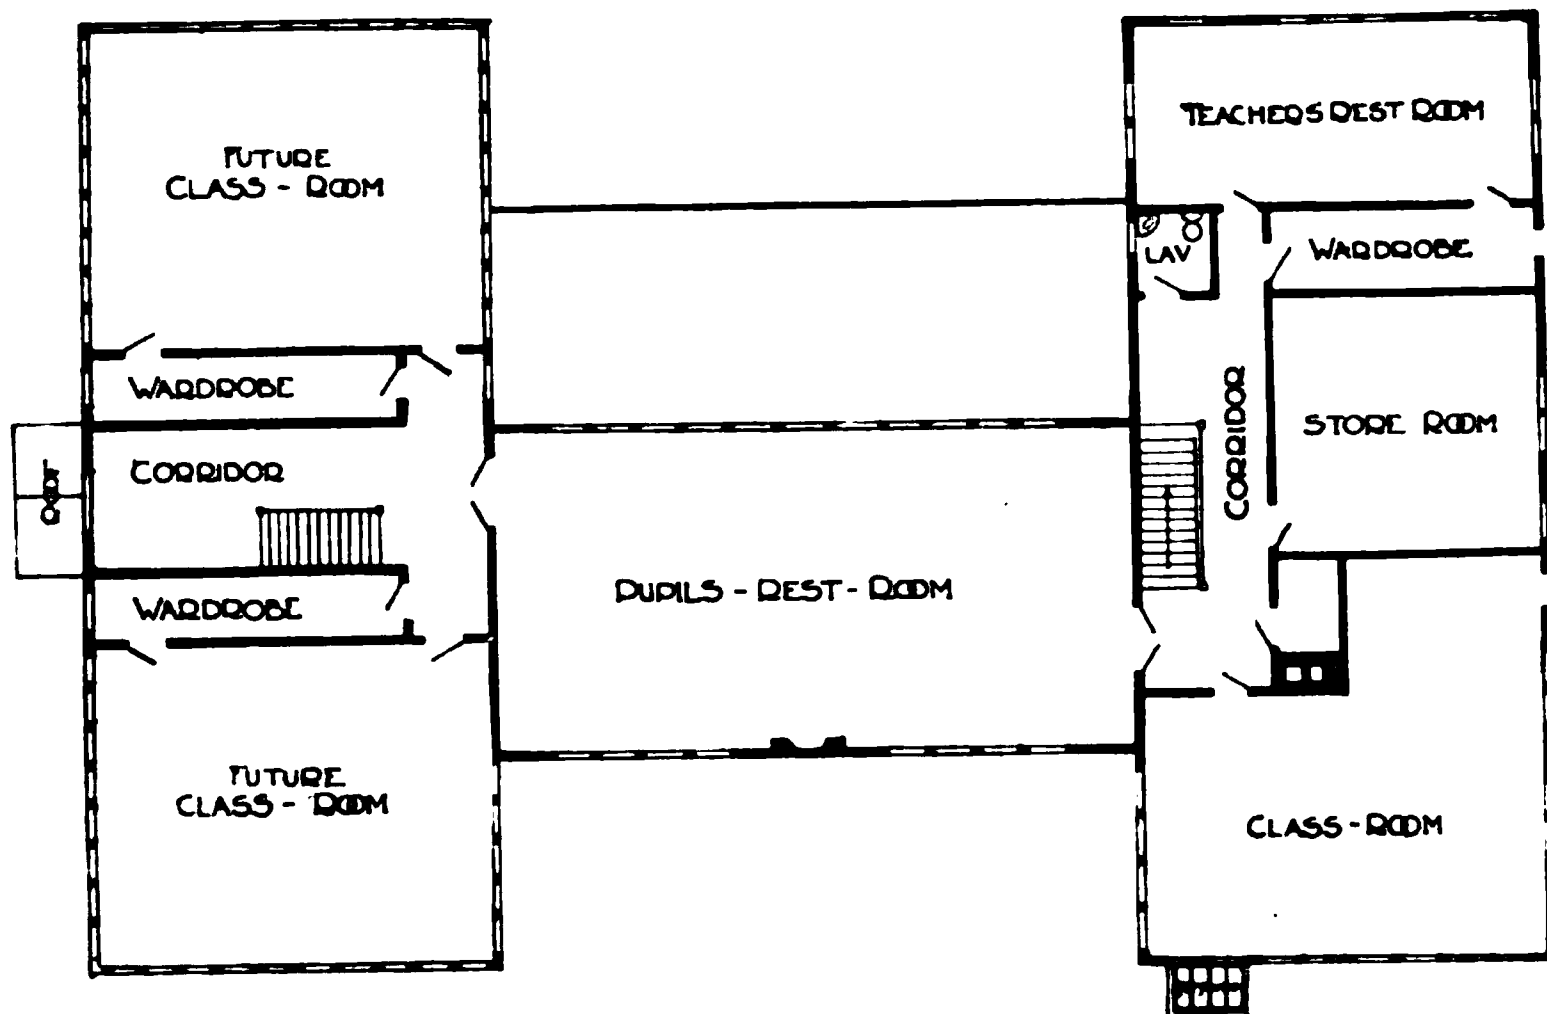 FUTURE
CLASS - ROOM
WARDROBE
CORRIDOR
ROOF
WARDROBE
FUTURE
CLASS - ROOM
PUPILS - REST - ROOM
TEACHERS REST ROOM
LAV
WARDROBE
CORRIDOR
STORE ROOM
CLASS - ROOM